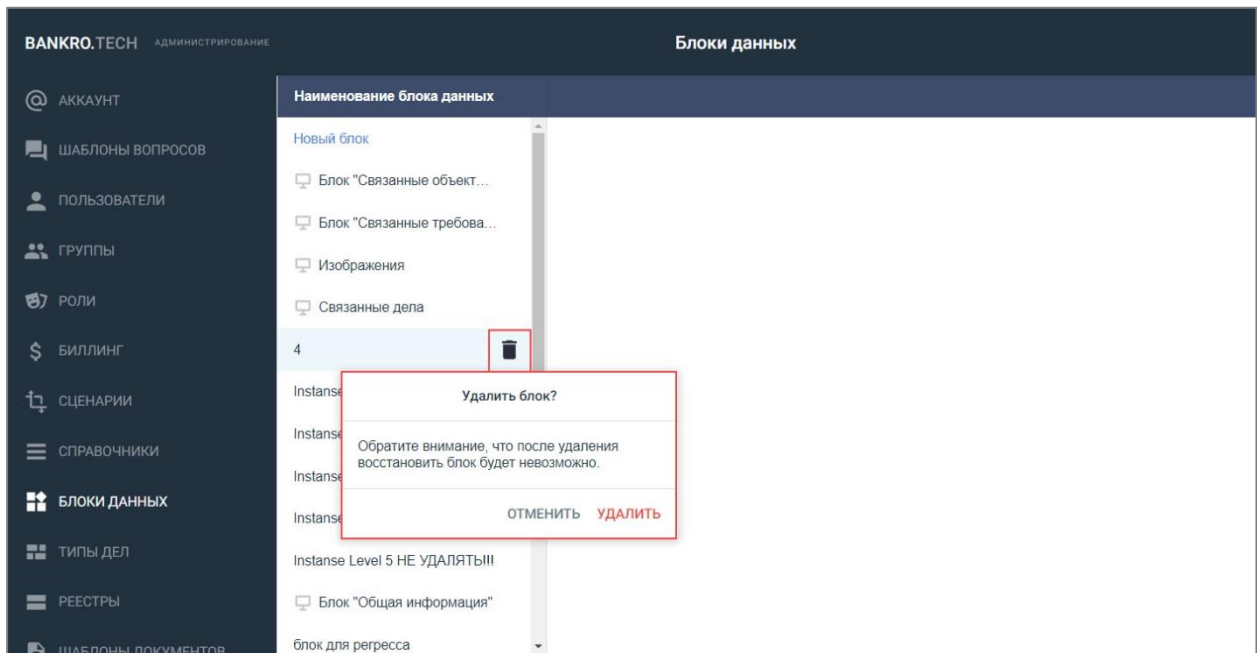 BANKRO.TECH АДМИНИСТРИРОВАНИЕ
Блоки данных
АККАУНТ
ШАБЛОНЫ ВОПРОСОВ
ПОЛЬЗОВАТЕЛИ
ГРУППЫ
РОЛИ
БИЛЛИНГ
СЦЕНАРИИ
СПРАВОЧНИКИ
БЛОКИ ДАННЫХ
ТИПЫ ДЕЛ
РЕЕСТРЫ
ШАБЛОНЫ ДОКУМЕНТОВ
Наименование блока данных
Новый блок
Блок "Связанные объект...
Блок "Связанные требова...
Изображения
Связанные дела
4
Instanse
Instanse
Instanse
Instanse
Instanse Level 5 НЕ УДАЛЯТЬ!!!
Блок "Общая информация"
блок для регресса
Удалить блок?
Обратите внимание, что после удаления
восстановить блок будет невозможно.
ОТМЕНИТЬ УДАЛИТЬ